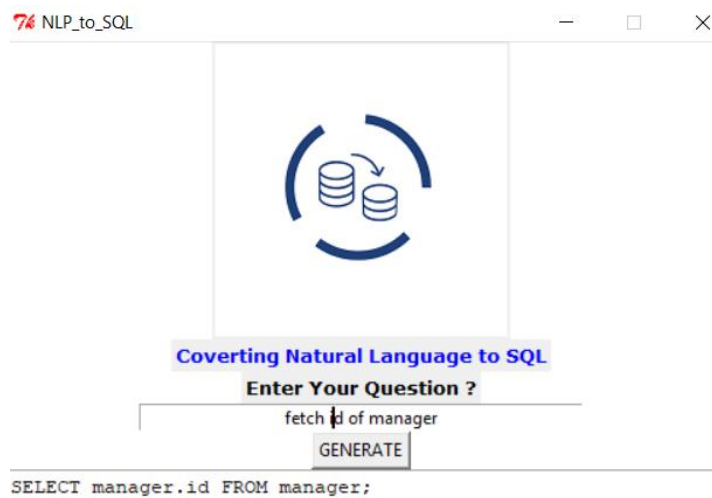 NLP_to_SQL
Coverting Natural Language to SQL
Enter Your Question ?
fetch id of manager
GENERATE
SELECT manager.id FROM manager;